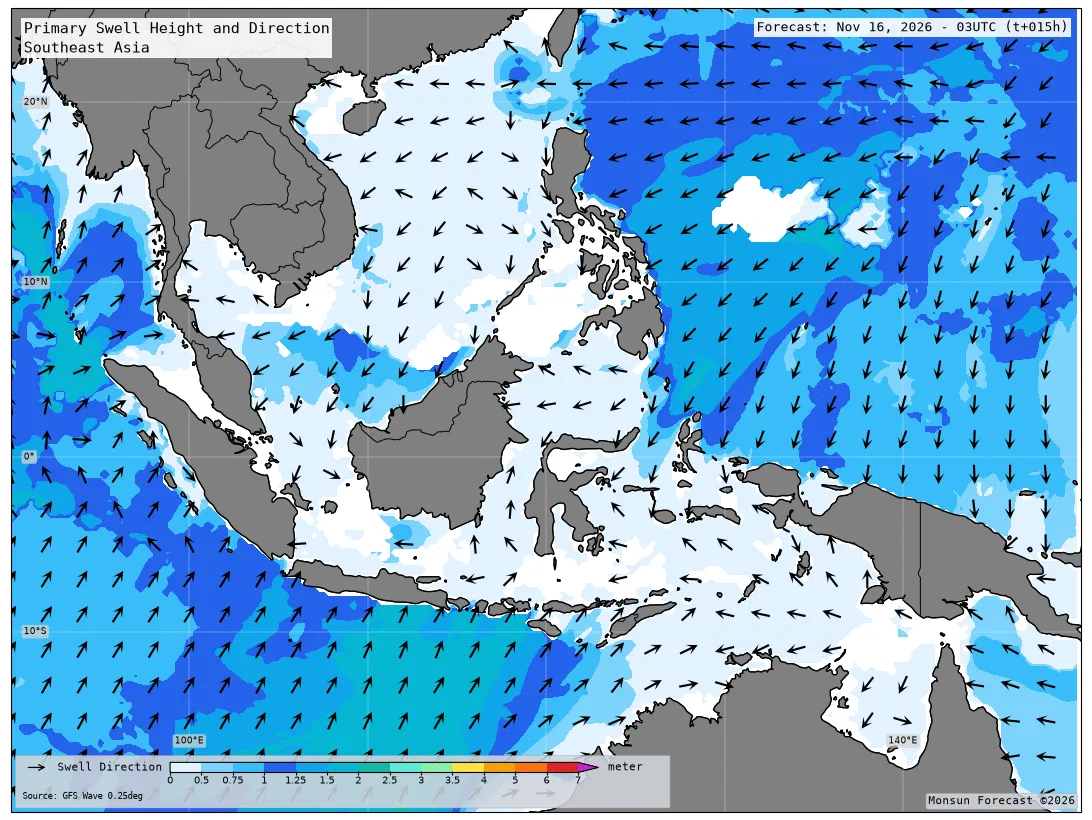 Primary Swell Height and Direction
Southeast Asia
Forecast: Nov 16, 2026 - 03UTC (t+015h)
20°N
10°N
0°
10°S
100°E
140°E
Swell Direction
0 0.5 0.75 1 1.25 1.5 2 2.5 3 3.5 4 5 6 7
meter
Source: GFS Wave 0.25deg
Monsun Forecast ©2026